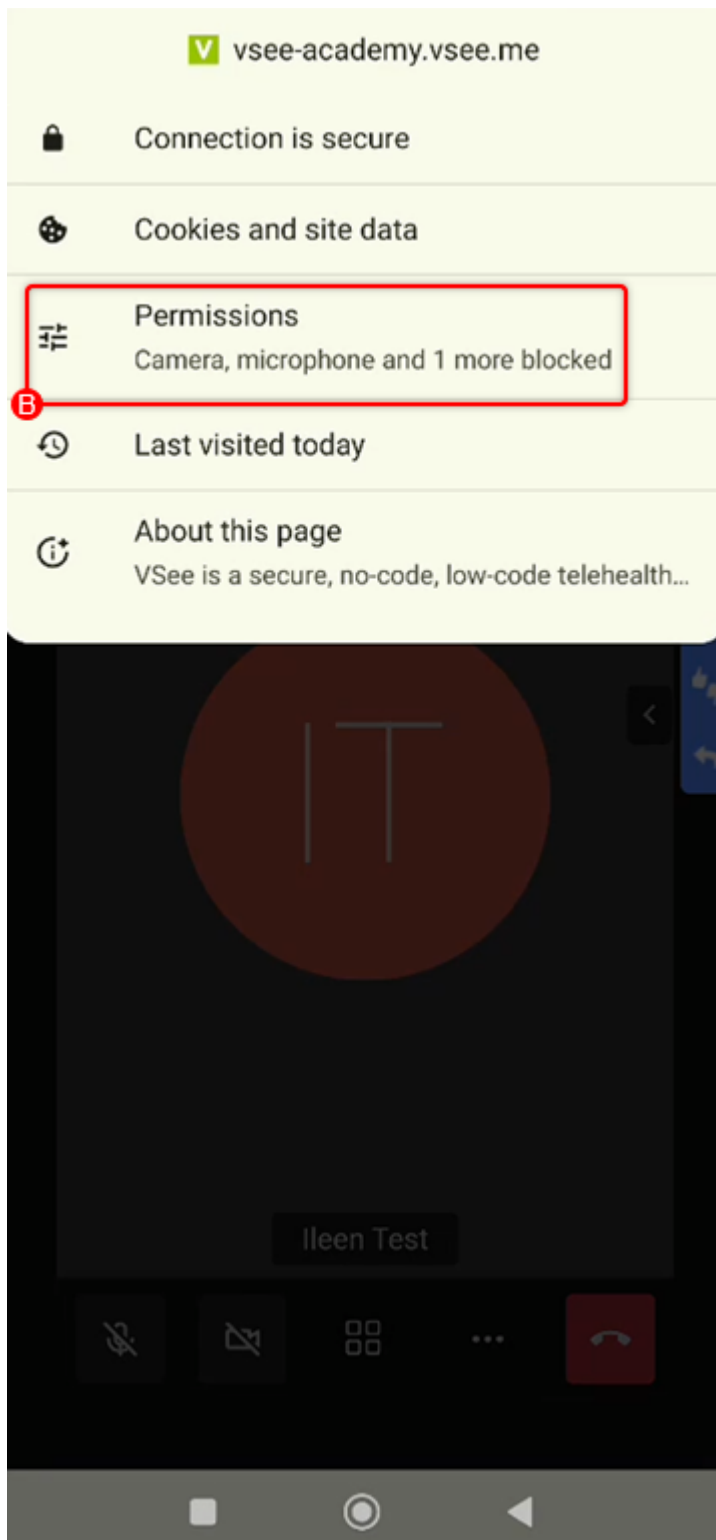 V vsee-academy.vsee.me
Connection is secure
Cookies and site data
Permissions
Camera, microphone and 1 more blocked
B
Last visited today
About this page
VSee is a secure, no-code, low-code telehealth...
IT
Ileen Test